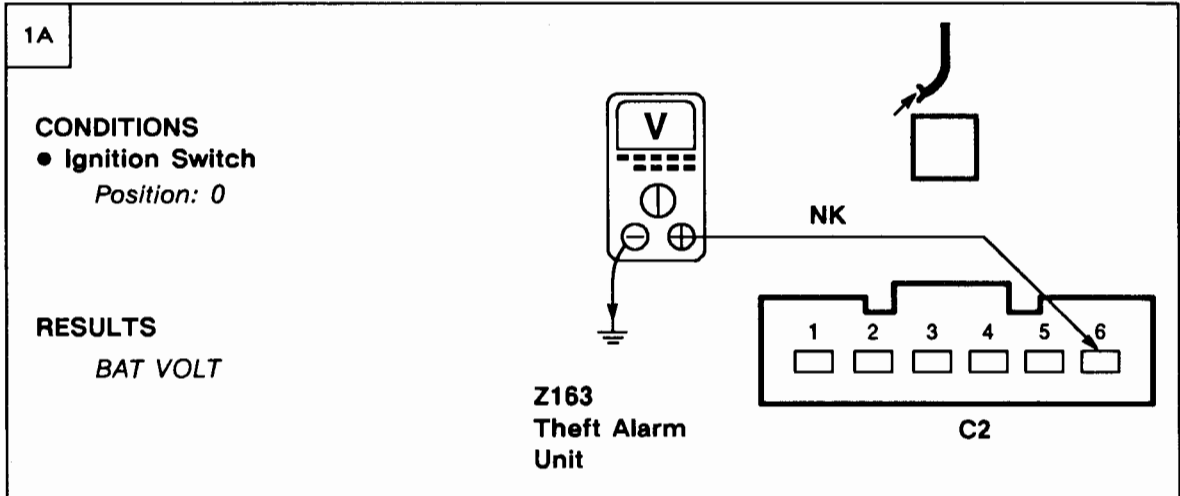 1A
CONDITIONS
● Ignition Switch
Position: 0
RESULTS
BAT VOLT
V
NK
1 2 3 4 5 6
C2
Z163
Theft Alarm
Unit